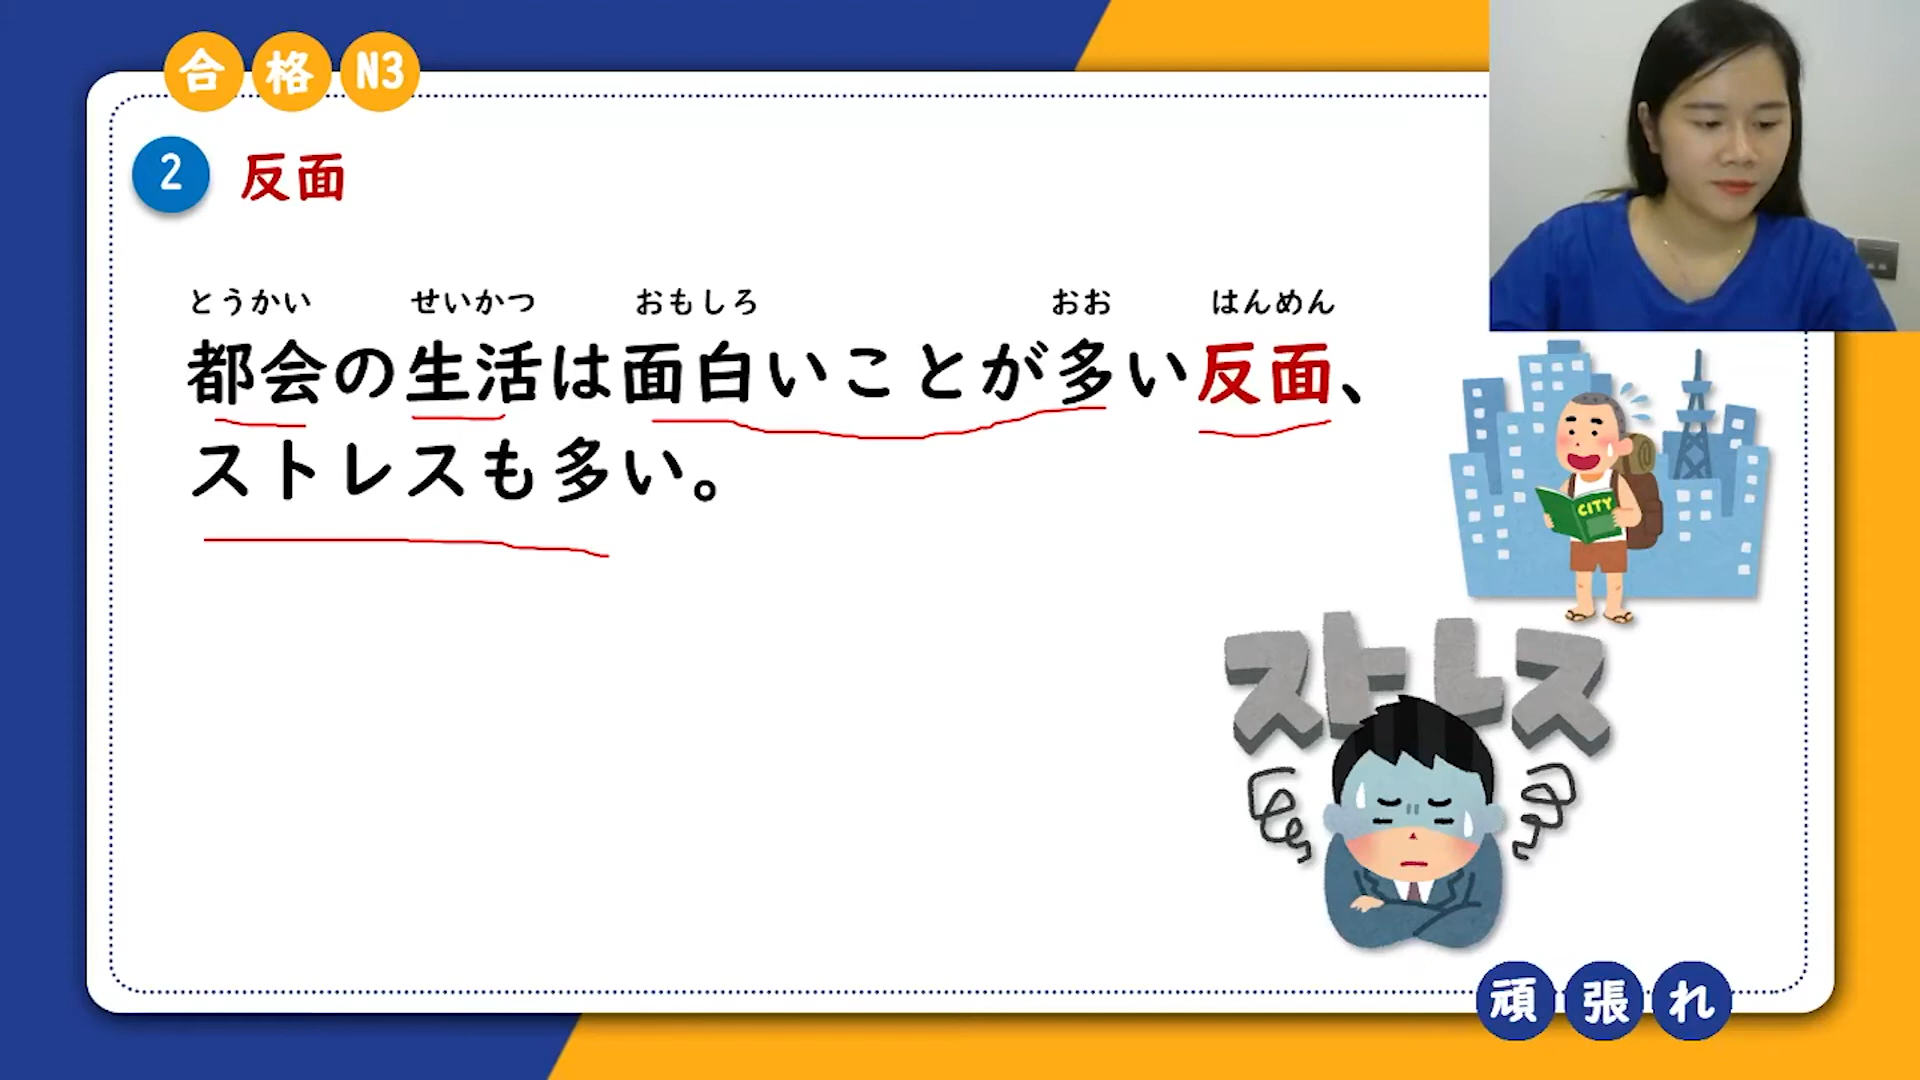 合格N3
2 反面
とうかい せいかつ おもしろ おお はんめん
都会の生活は面白いことが多い反面、
ストレスも多い。
CITY
ストレス
頑張れ